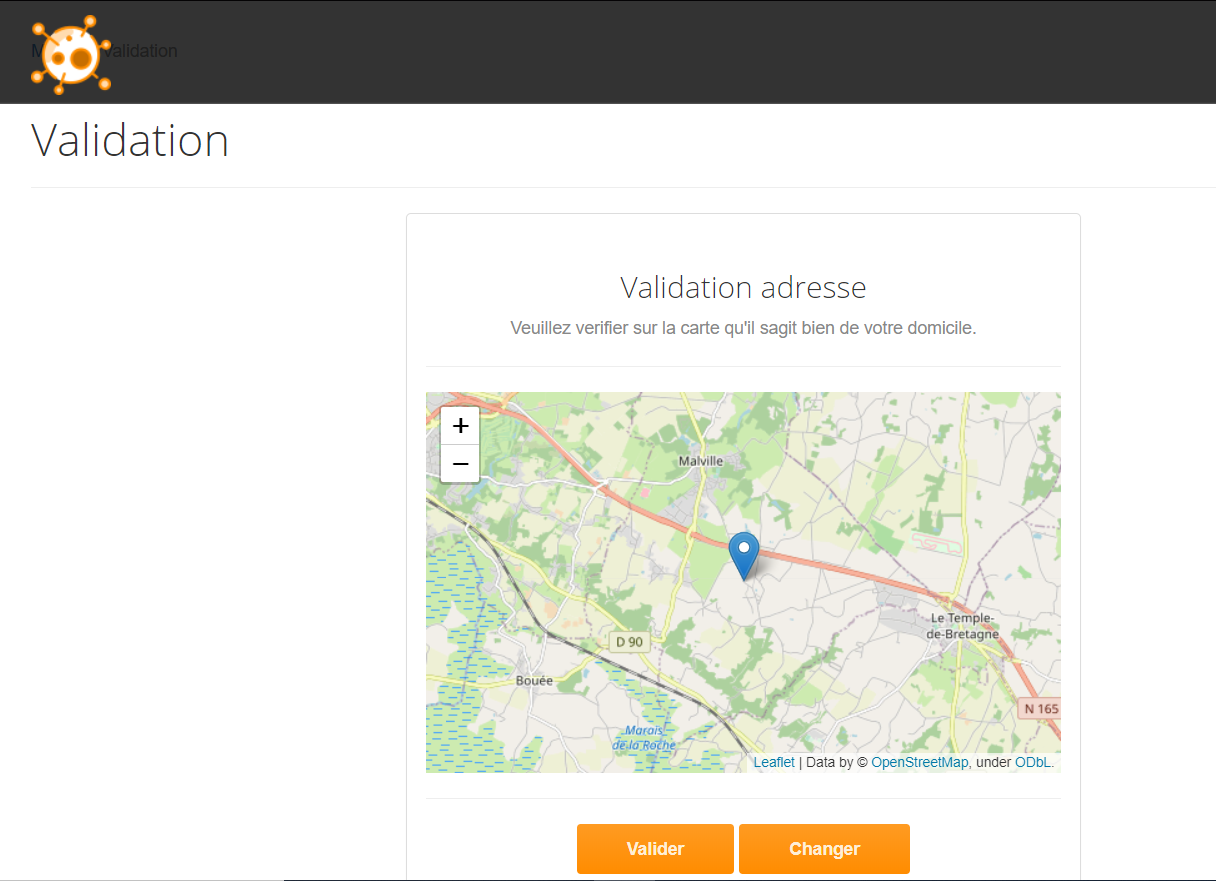 Validation
Validation
Validation adresse
Veuillez verifier sur la carte qu'il sagit bien de votre domicile.
+
−
Malville
Le Temple-
de-Bretagne
D 90
Bouée
N 165
Marais
de la Roche
Leaflet | Data by © OpenStreetMap, under ODbL.
Valider Changer